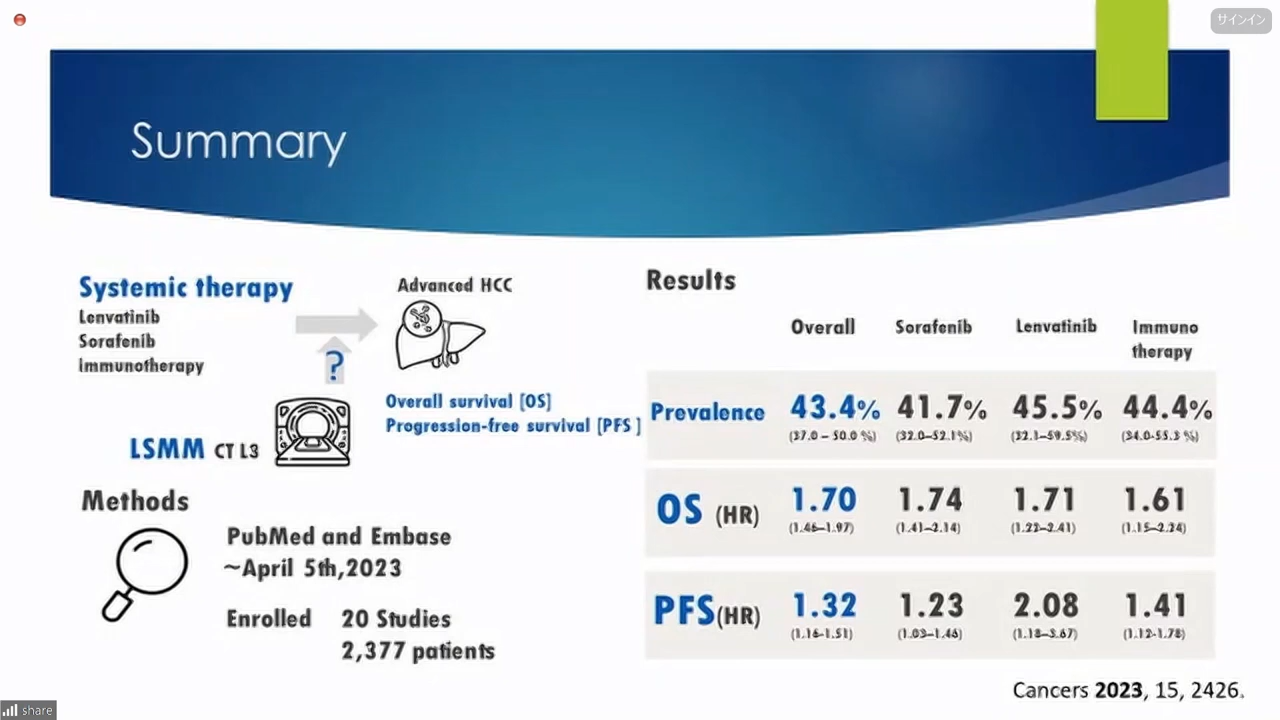 サインイン
Summary
Systemic therapy
Lenvatinib
Sorafenib
immunotherapy
Advanced HCC
?
Overall survival [OS]
Progression-free survival [PFS ]
LSMM CT L3
Methods
PubMed and Embase
~April 5th,2023
Enrolled 20 Studies
2,377 patients
Results
Overall Sorafenib Lenvatinib Immuno
therapy
Prevalence 43.4% 41.7% 45.5% 44.4%
(37.0 – 50.0 %) (32.0–52.1%) (32.1–59.5%) (34.0-55.3 %)
OS (HR) 1.70 1.74 1.71 1.61
(1.46–1.97) (1.41–2.14) (1.22–2.41) (1.15–2.24)
PFS(HR) 1.32 1.23 2.08 1.41
(1.16-1.51) (1.03–1.46) (1.18–3.67) (1.12-1.78)
Cancers 2023, 15, 2426.
share